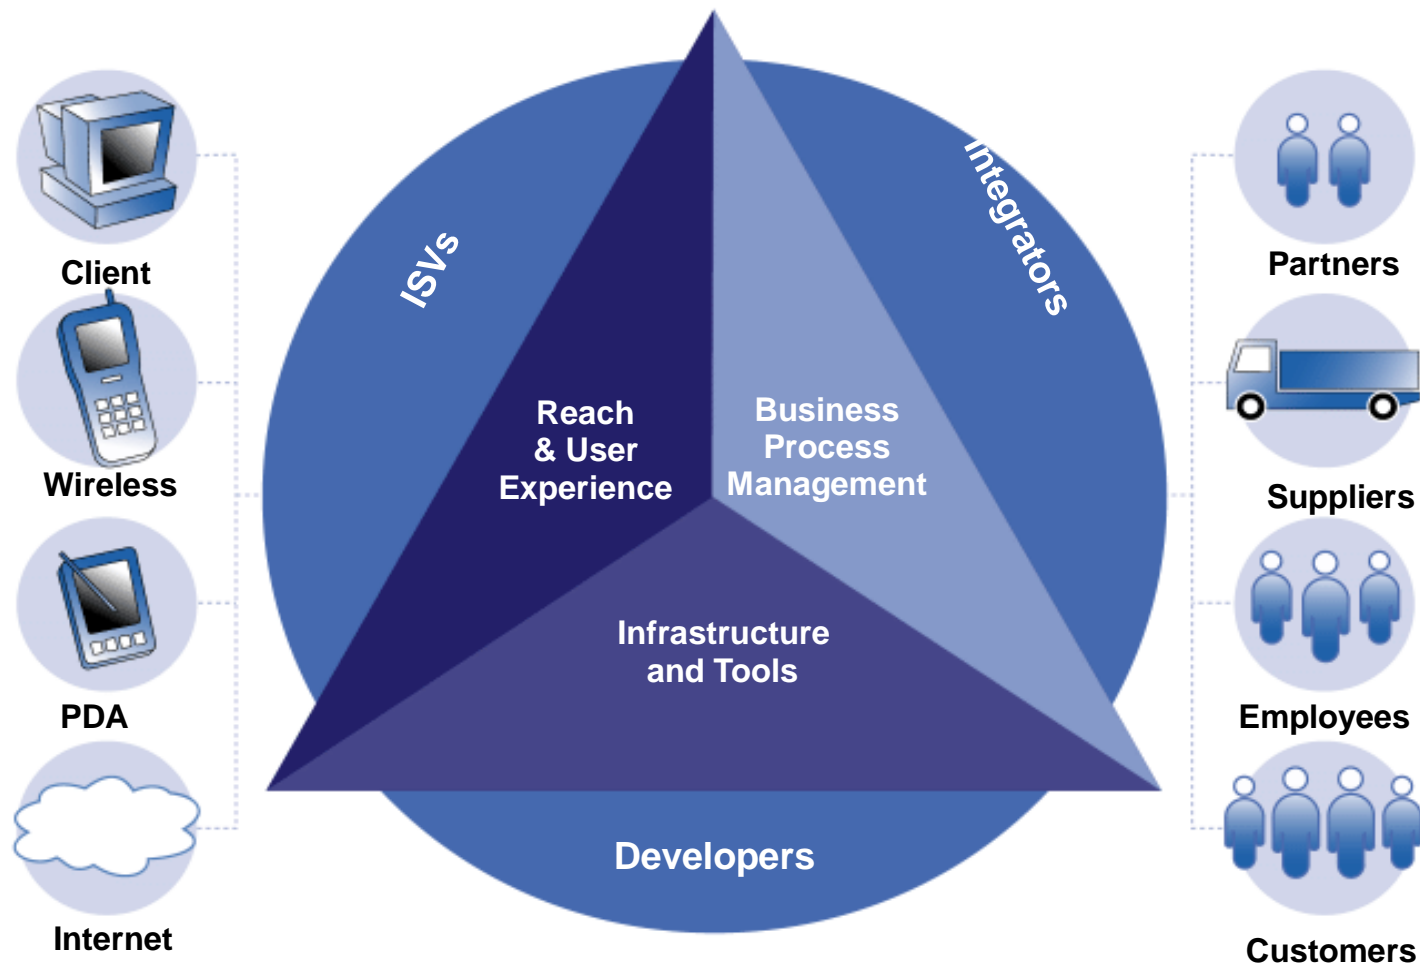 Client
Wireless
PDA
Internet
ISVs
Integrators
Developers
Reach
& User
Experience
Business
Process
Management
Infrastructure
and Tools
Partners
Suppliers
Employees
Customers